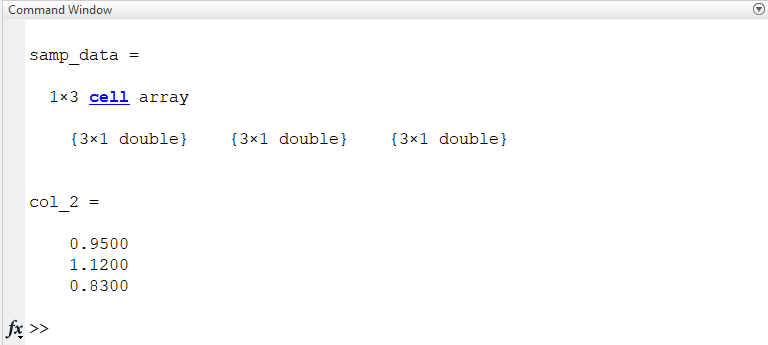 Command Window
samp_data =
1×3 cell array
{3×1 double} {3×1 double} {3×1 double}
col_2 =
0.9500
1.1200
0.8300
fx >>